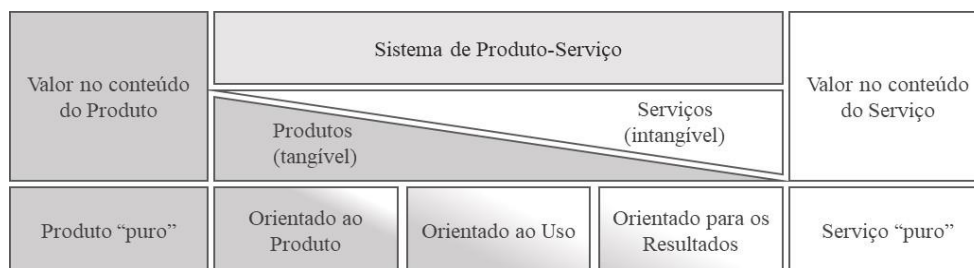 Sistema de Produto-Serviço
Valor no conteúdo
do Produto
Produtos
(tangível)
Serviços
(intangível)
Valor no conteúdo
do Serviço
Produto “puro”
Orientado ao
Produto
Orientado ao Uso
Orientado para os
Resultados
Serviço “puro”